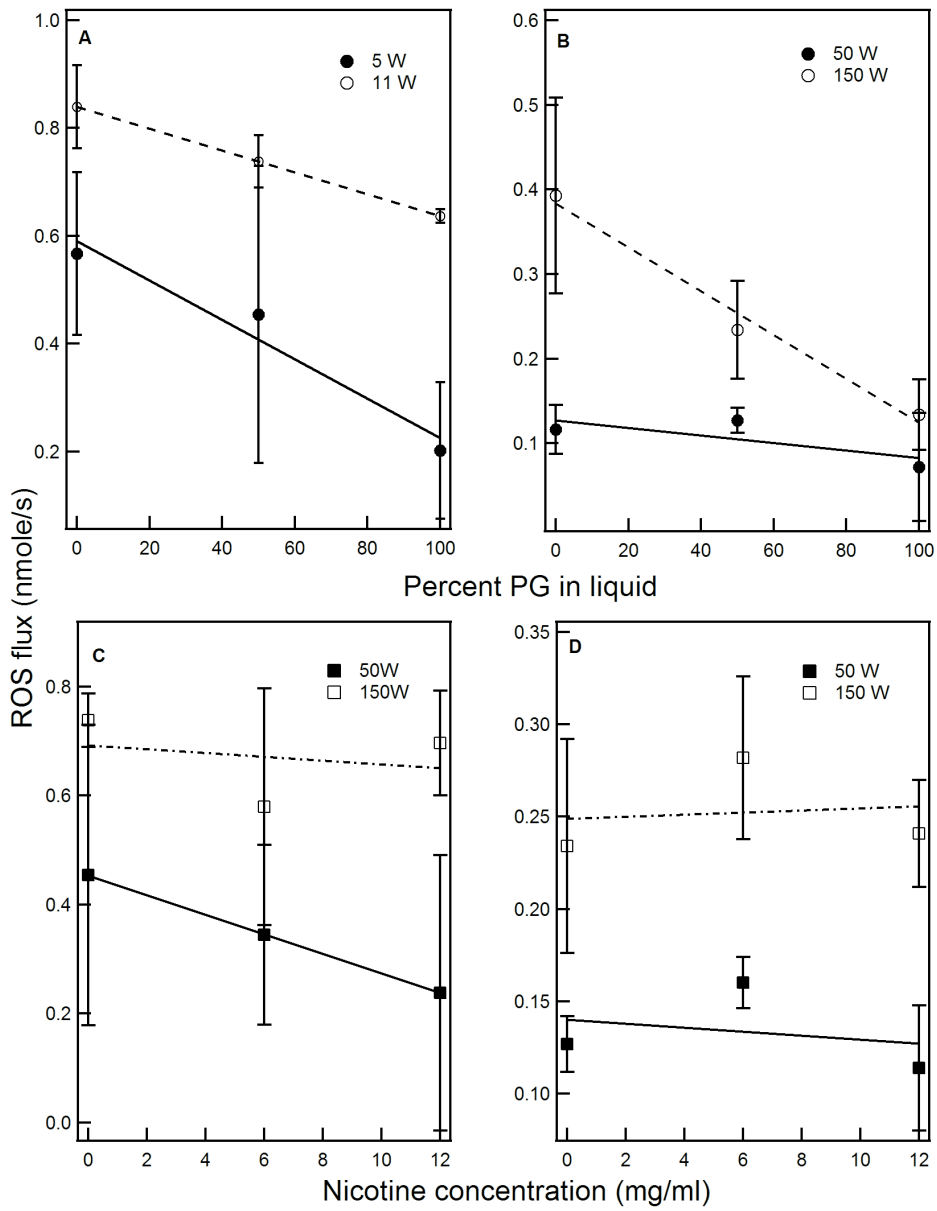 A
5 W
11 W
1.0
0.8
0.6
0.4
0.2
0 20 40 60 80 100
B
50 W
150 W
0.6
0.5
0.4
0.3
0.2
0.1
0 20 40 60 80 100
Percent PG in liquid
ROS flux (nmole/s)
C
50W
150W
0.8
0.6
0.4
0.2
0.0
0 2 4 6 8 10 12
D
50 W
150 W
0.35
0.30
0.25
0.20
0.15
0.10
0 2 4 6 8 10 12
Nicotine concentration (mg/ml)